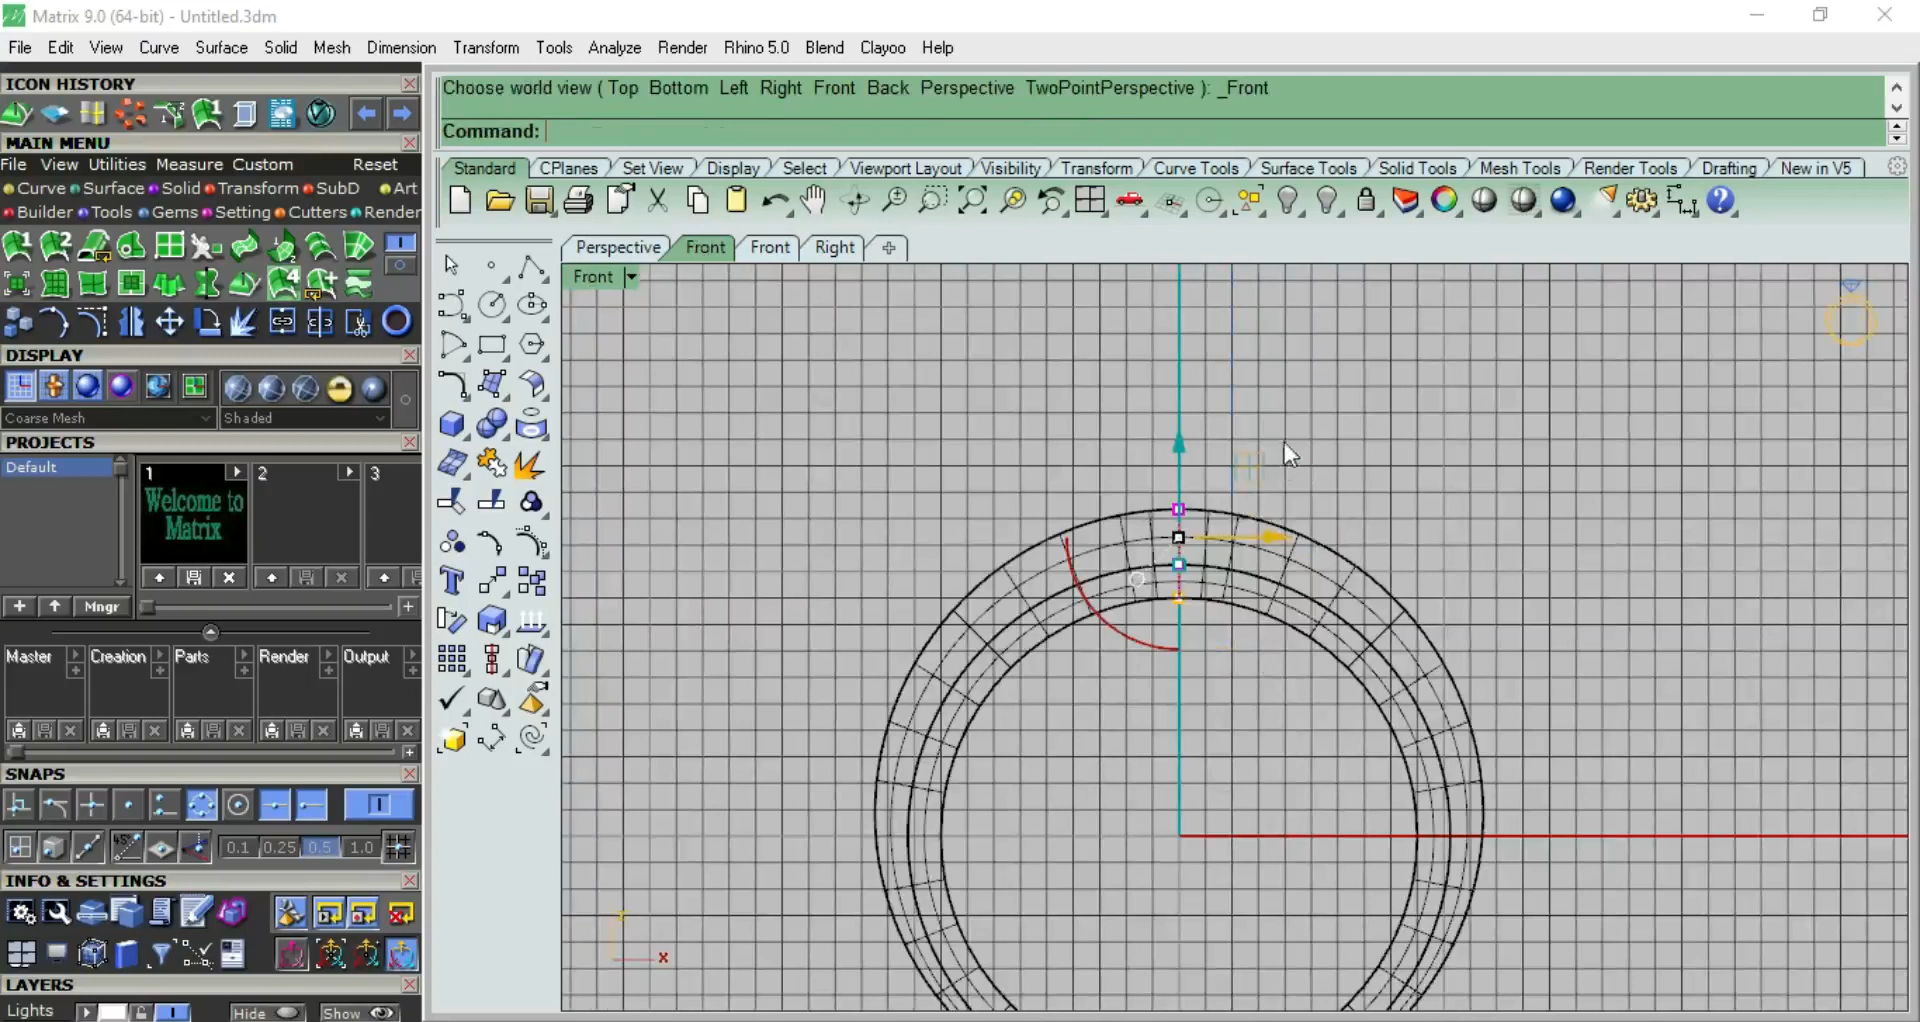 Matrix 9.0 (64-bit) - Untitled.3dm
File Edit View Curve Surface Solid Mesh Dimension Transform Tools Analyze Render Rhino 5.0 Blend Clayoo Help
ICON HISTORY
MAIN MENU
File View Utilities Measure Custom Reset
Curve Surface Solid Transform SubD Art
Builder Tools Gems Setting Cutters Render
DISPLAY
Coarse Mesh
Shaded
PROJECTS
Default
1
2
3
Welcome to
Matrix
Mngr
Master Creation Parts Render Output
SNAPS
45°
0.1 0.25 0.5 1.0
INFO & SETTINGS
LAYERS
Lights
Hide
Show
Choose world view ( Top Bottom Left Right Front Back Perspective TwoPointPerspective ): _Front
Command:
Standard CPlanes Set View Display Select Viewport Layout Visibility Transform Curve Tools Surface Tools Solid Tools Mesh Tools Render Tools Drafting New in V5
Perspective Front Front Right
Front
x